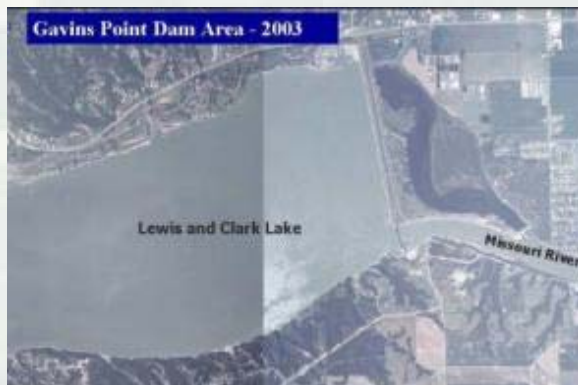 Gavins Point Dam Area - 2003
Lewis and Clark Lake
Missouri River